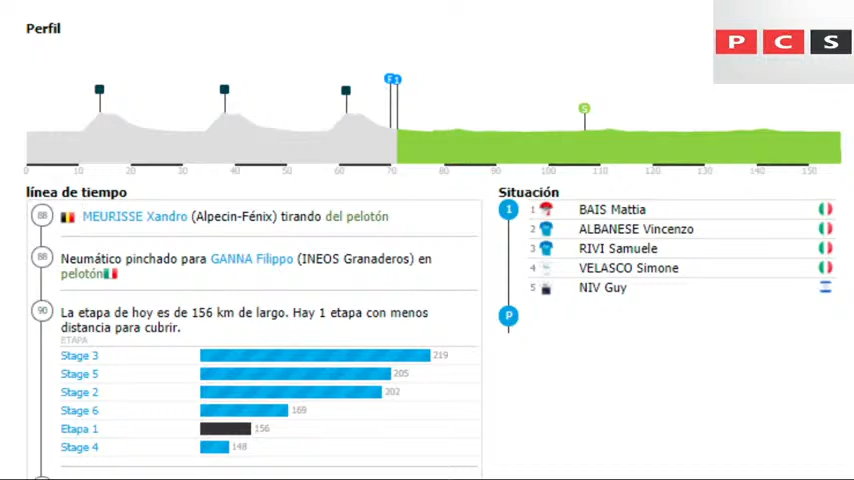 Perfil
P C S
F 1
S
0 10 20 30 40 50 60 70 80 90 100 110 120 130 140 150
línea de tiempo
88 MEURISSE Xandro (Alpecin-Fénix) tirando del pelotón
88 Neumático pinchado para GANNA Filippo (INEOS Granaderos) en
pelotón
90 La etapa de hoy es de 156 km de largo. Hay 1 etapa con menos
distancia para cubrir.
ETAPA
Stage 3 219
Stage 5 205
Stage 2 202
Stage 6 169
Etapa 1 156
Stage 4 148
Situación
1
1 BAIS Mattia
2 ALBANESE Vincenzo
3 RIVI Samuele
4 VELASCO Simone
5 NIV Guy
P